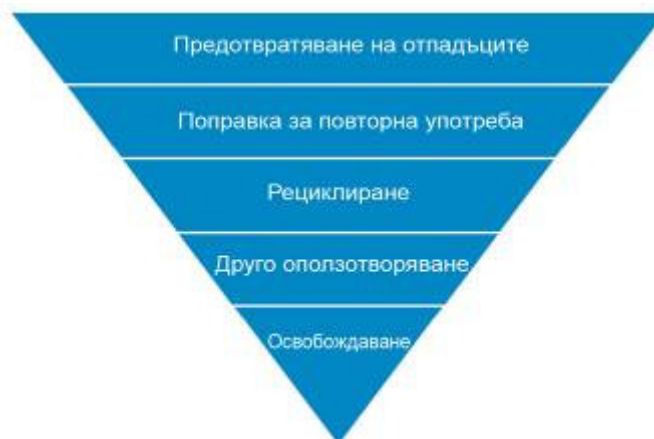 Предотвратяване на отпадъците
Поправка за повторна употреба
Рециклиране
Друго оползотворяване
Освобождаване